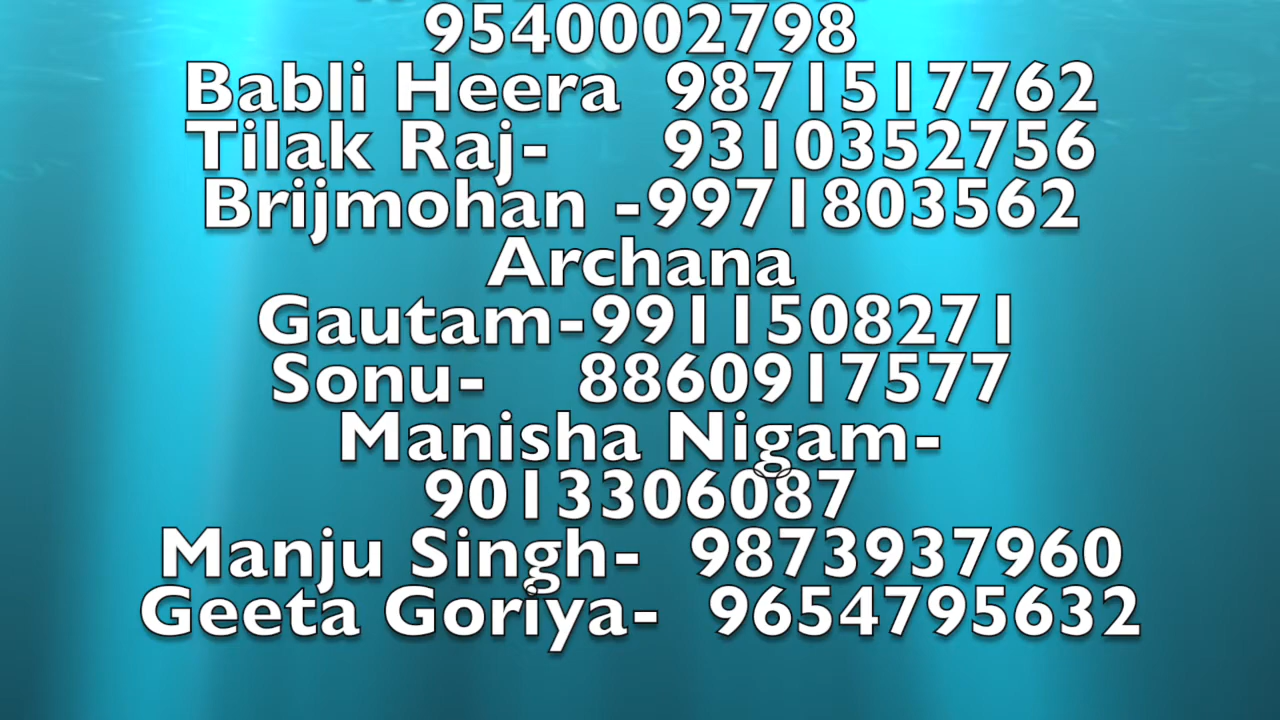 9540002798
Babli Heera 9871517762
Tilak Raj- 9310352756
Brijmohan -9971803562
Archana
Gautam-9911508271
Sonu- 8860917577
Manisha Nigam-
9013306087
Manju Singh- 9873937960
Geeta Goriya- 9654795632